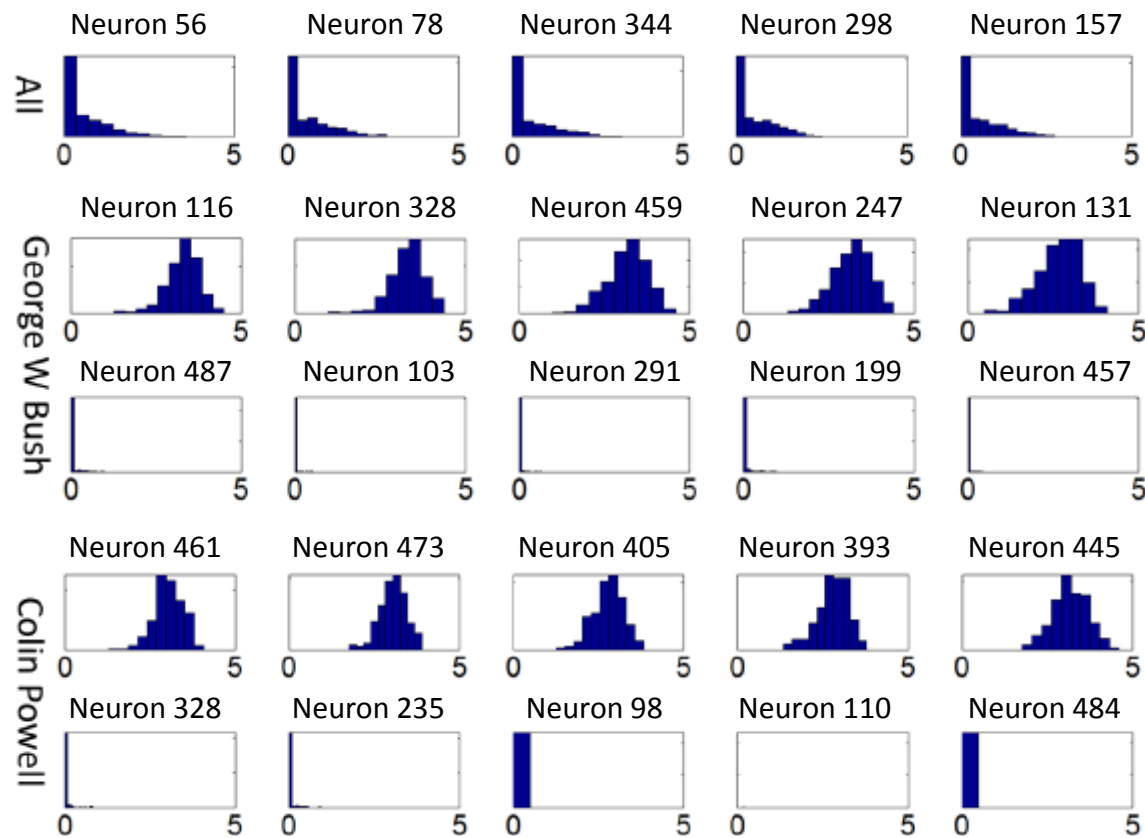 Neuron 56 Neuron 78 Neuron 344 Neuron 298 Neuron 157
All
0 5 0 5 0 5 0 5 0 5
George W Bush
Neuron 116 Neuron 328 Neuron 459 Neuron 247 Neuron 131
0 5 0 5 0 5 0 5 0 5
Neuron 487 Neuron 103 Neuron 291 Neuron 199 Neuron 457
0 5 0 5 0 5 0 5 0 5
Colin Powell
Neuron 461 Neuron 473 Neuron 405 Neuron 393 Neuron 445
0 5 0 5 0 5 0 5 0 5
Neuron 328 Neuron 235 Neuron 98 Neuron 110 Neuron 484
0 5 0 5 0 5 0 5 0 5